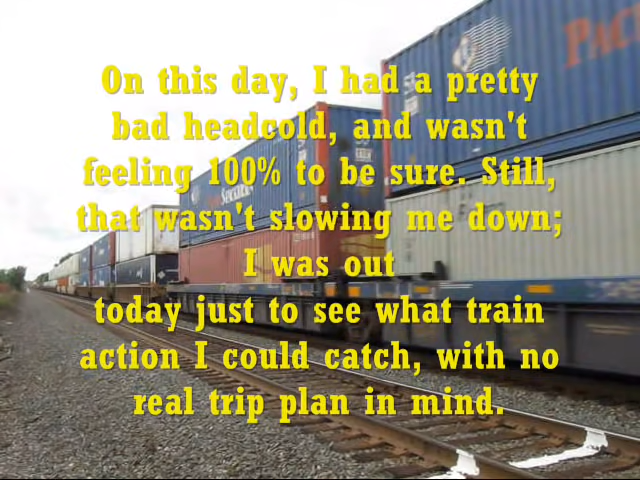 On this day, I had a pretty
bad headcold, and wasn't
feeling 100% to be sure. Still,
that wasn't slowing me down;
I was out
today just to see what train
action I could catch, with no
real trip plan in mind.